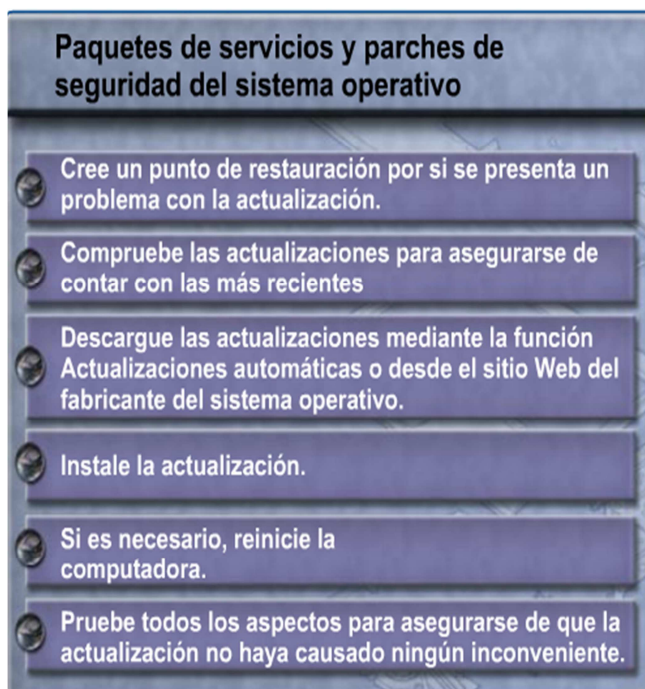 Paquetes de servicios y parches de
seguridad del sistema operativo
Cree un punto de restauración por si se presenta un
problema con la actualización.
Compruebe las actualizaciones para asegurarse de
contar con las más recientes
Descargue las actualizaciones mediante la función
Actualizaciones automáticas o desde el sitio Web del
fabricante del sistema operativo.
Instale la actualización.
Si es necesario, reinicie la
computadora.
Pruebe todos los aspectos para asegurarse de que la
actualización no haya causado ningún inconveniente.